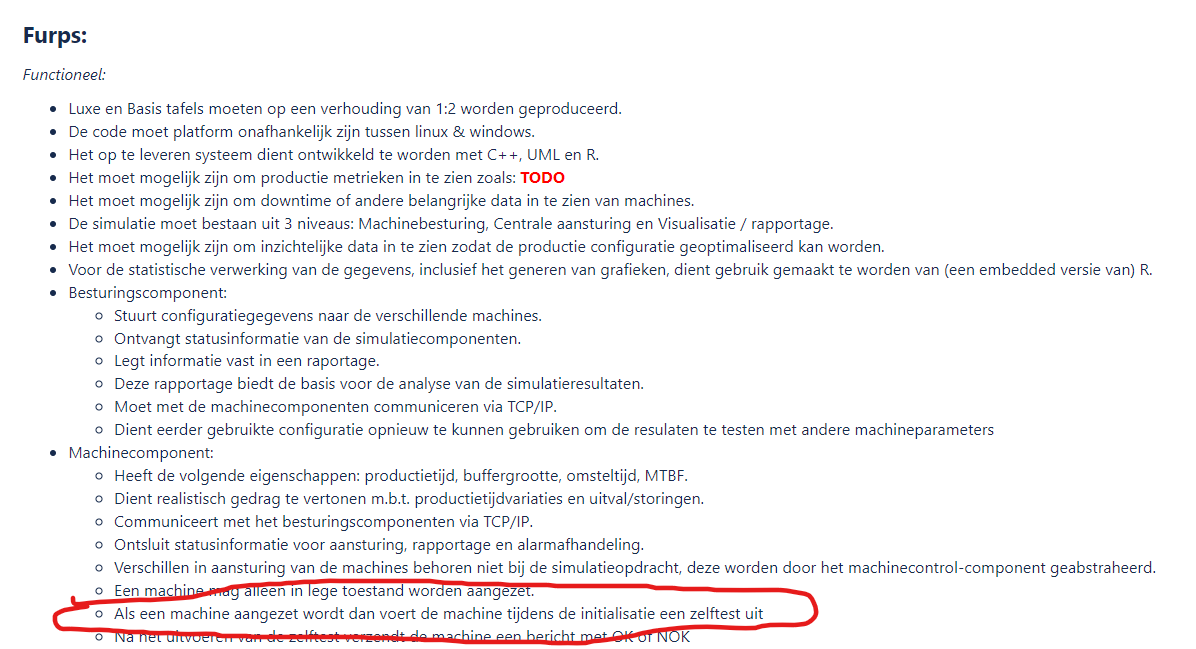 Furps:
Functioneel:
Luxe en Basis tafels moeten op een verhouding van 1:2 worden geproduceerd.
De code moet platform onafhankelijk zijn tussen linux & windows.
Het op te leveren systeem dient ontwikkeld te worden met C++, UML en R.
Het moet mogelijk zijn om productie metrieken in te zien zoals: TODO
Het moet mogelijk zijn om downtime of andere belangrijke data in te zien van machines.
De simulatie moet bestaan uit 3 niveaus: Machinebesturing, Centrale aansturing en Visualisatie / rapportage.
Het moet mogelijk zijn om inzichtelijke data in te zien zodat de productie configuratie geoptimaliseerd kan worden.
Voor de statistische verwerking van de gegevens, inclusief het generen van grafieken, dient gebruik gemaakt te worden van (een embedded versie van) R.
Besturingscomponent:
Stuurt configuratiegegevens naar de verschillende machines.
Ontvangt statusinformatie van de simulatiecomponenten.
Legt informatie vast in een raportage.
Deze rapportage biedt de basis voor de analyse van de simulatieresultaten.
Moet met de machinecomponenten communiceren via TCP/IP.
Dient eerder gebruikte configuratie opnieuw te kunnen gebruiken om de resulaten te testen met andere machineparameters
Machinecomponent:
Heeft de volgende eigenschappen: productietijd, buffergrootte, omsteltijd, MTBF.
Dient realistisch gedrag te vertonen m.b.t. productietijdvariaties en uitval/storingen.
Communiceert met het besturingscomponenten via TCP/IP.
Ontsluit statusinformatie voor aansturing, rapportage en alarmafhandeling.
Verschillen in aansturing van de machines behoren niet bij de simulatieopdracht, deze worden door het machinecontrol-component geabstraheerd.
Een machine mag alleen in lege toestand worden aangezet.
Als een machine aangezet wordt dan voert de machine tijdens de initialisatie een zelftest uit
Na het uitvoeren van de zelftest verzendt de machine een bericht met OK of NOK